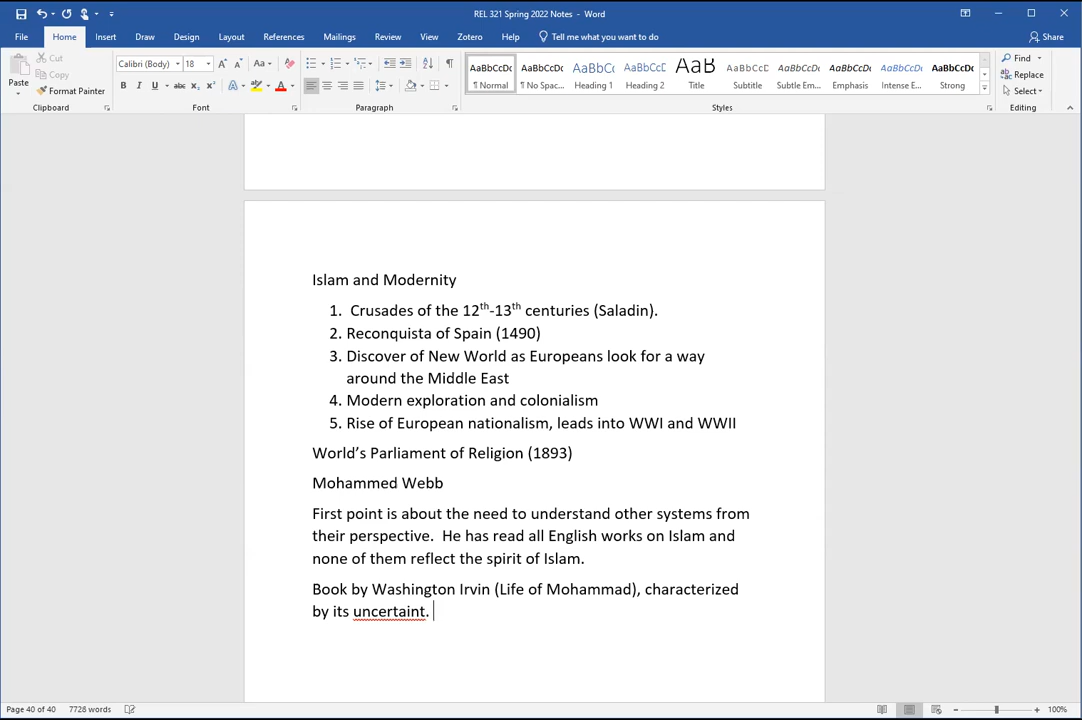 REL 321 Spring 2022 Notes - Word
File Home Insert Draw Design Layout References Mailings Review View Zotero Help Tell me what you want to do Share
Cut
Copy
Paste
Format Painter
Calibri (Body) 18
Clipboard Font Paragraph Styles Editing
AaBbCcDc AaBbCcDc AaBbCc AaBbCcC AaB AaBbCcD AaBbCcDc AaBbCcDc AaBbCcDc AaBbCcDc
¶ Normal ¶ No Spac... Heading 1 Heading 2 Title Subtitle Subtle Em... Emphasis Intense E... Strong
Find
Replace
Select
Islam and Modernity
1. Crusades of the 12th-13th centuries (Saladin).
2. Reconquista of Spain (1490)
3. Discover of New World as Europeans look for a way
around the Middle East
4. Modern exploration and colonialism
5. Rise of European nationalism, leads into WWI and WWII
World's Parliament of Religion (1893)
Mohammed Webb
First point is about the need to understand other systems from
their perspective. He has read all English works on Islam and
none of them reflect the spirit of Islam.
Book by Washington Irvin (Life of Mohammad), characterized
by its uncertaint.
Page 40 of 40 7728 words 100%